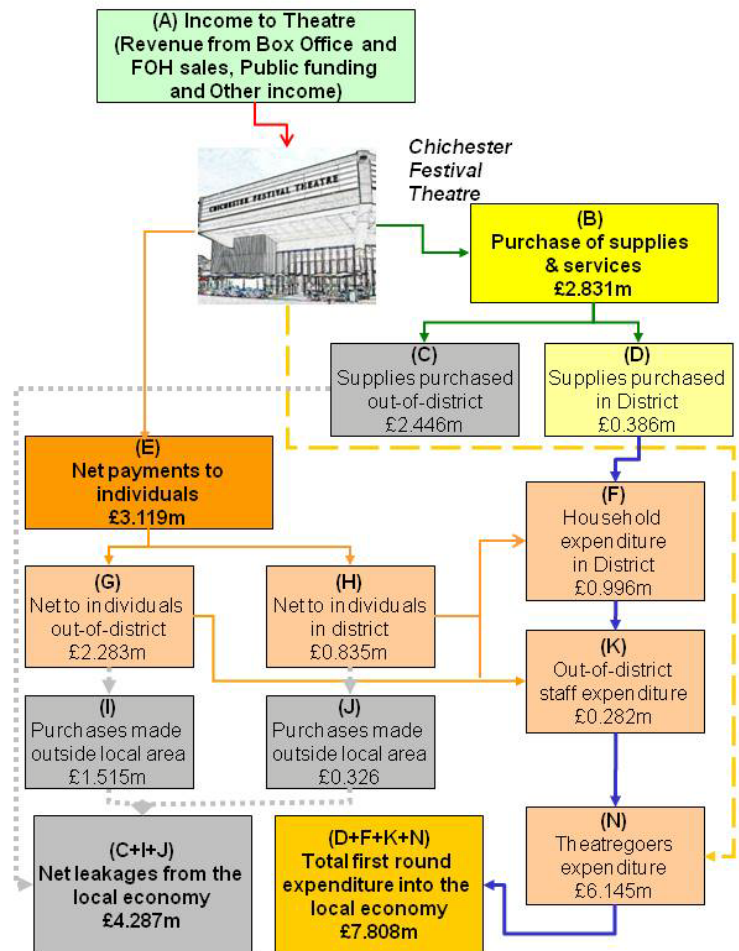 (A) Income to Theatre
(Revenue from Box Office and
FOH sales, Public funding
and Other income)
CHICHESTER FESTIVAL THEATRE
Chichester
Festival
Theatre
(B)
Purchase of supplies
& services
£2.831m
(C)
Supplies purchased
out-of-district
£2.446m
(D)
Supplies purchased
in District
£0.386m
(E)
Net payments to
individuals
£3.119m
(F)
Household
expenditure
in District
£0.996m
(G)
Net to individuals
out-of-district
£2.283m
(H)
Net to individuals
in district
£0.835m
(K)
Out-of-district
staff expenditure
£0.282m
(I)
Purchases made
outside local area
£1.515m
(J)
Purchases made
outside local area
£0.326
(C+I+J)
Net leakages from the
local economy
£4.287m
(D+F+K+N)
Total first round
expenditure into the
local economy
£7.808m
(N)
Theatregoers
expenditure
£6.145m